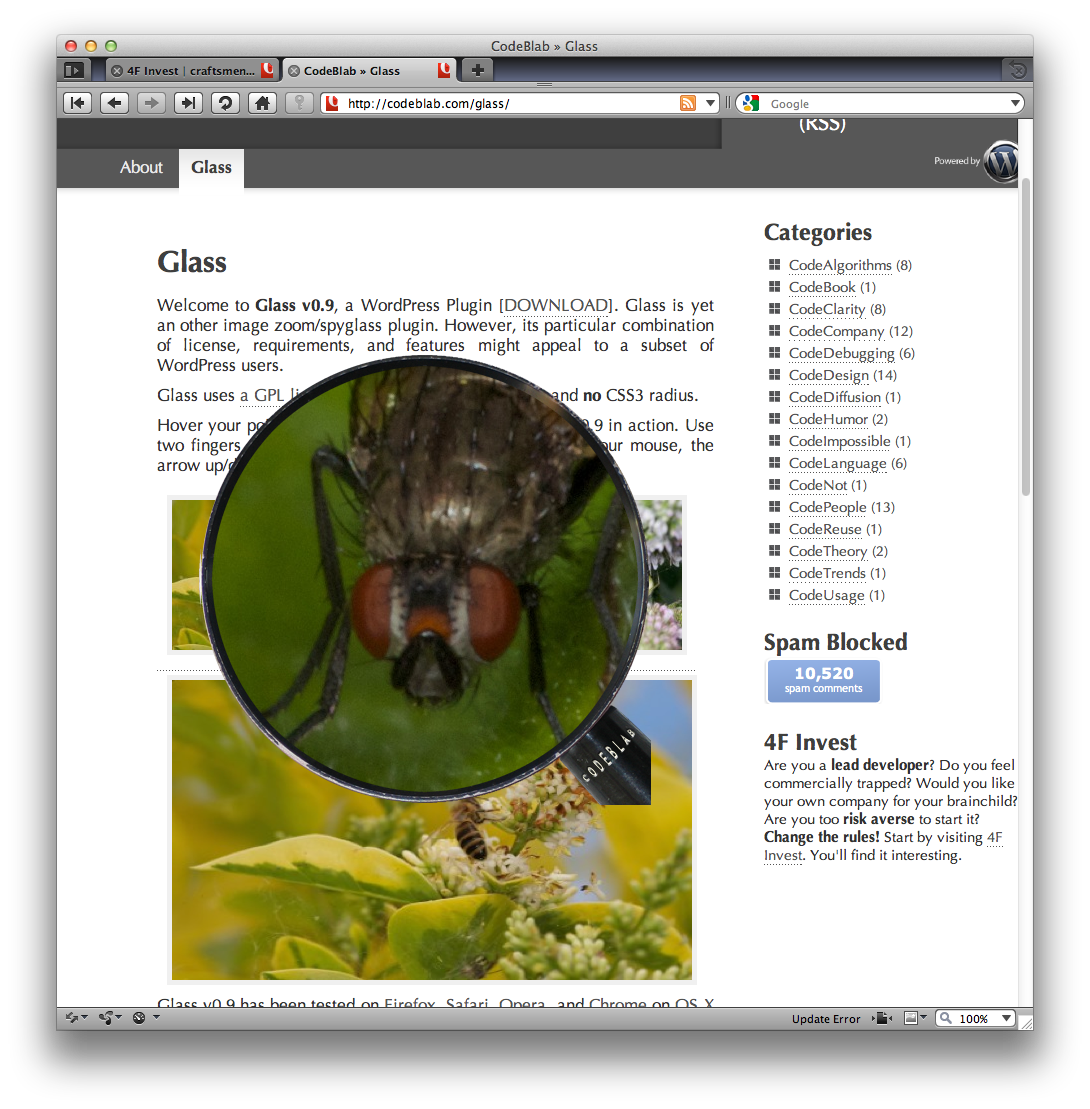 CodeBlab » Glass
4F Invest | craftsmen...
CodeBlab » Glass
http://codeblab.com/glass/
Google
(RSS)
About
Glass
Powered by
Glass
Welcome to Glass v0.9, a WordPress Plugin [DOWNLOAD]. Glass is yet
an other image zoom/spyglass plugin. However, its particular combination
of license, requirements, and features might appeal to a subset of
WordPress users.
Glass uses a GPL and no CSS3 radius.
Hover your 0.9 in action. Use
two fingers your mouse, the
arrow
CODEBLAB
Glass v0.9 has been tested on Firefox, Safari, Opera, and Chrome on OS X
Categories
CodeAlgorithms (8)
CodeBook (1)
CodeClarity (8)
CodeCompany (12)
CodeDebugging (6)
CodeDesign (14)
CodeDiffusion (1)
CodeHumor (2)
CodeImpossible (1)
CodeLanguage (6)
CodeNot (1)
CodePeople (13)
CodeReuse (1)
CodeTheory (2)
CodeTrends (1)
CodeUsage (1)
Spam Blocked
10,520
spam comments
4F Invest
Are you a lead developer? Do you feel
commercially trapped? Would you like
your own company for your brainchild?
Are you too risk averse to start it?
Change the rules! Start by visiting 4F
Invest. You'll find it interesting.
Update Error
100%